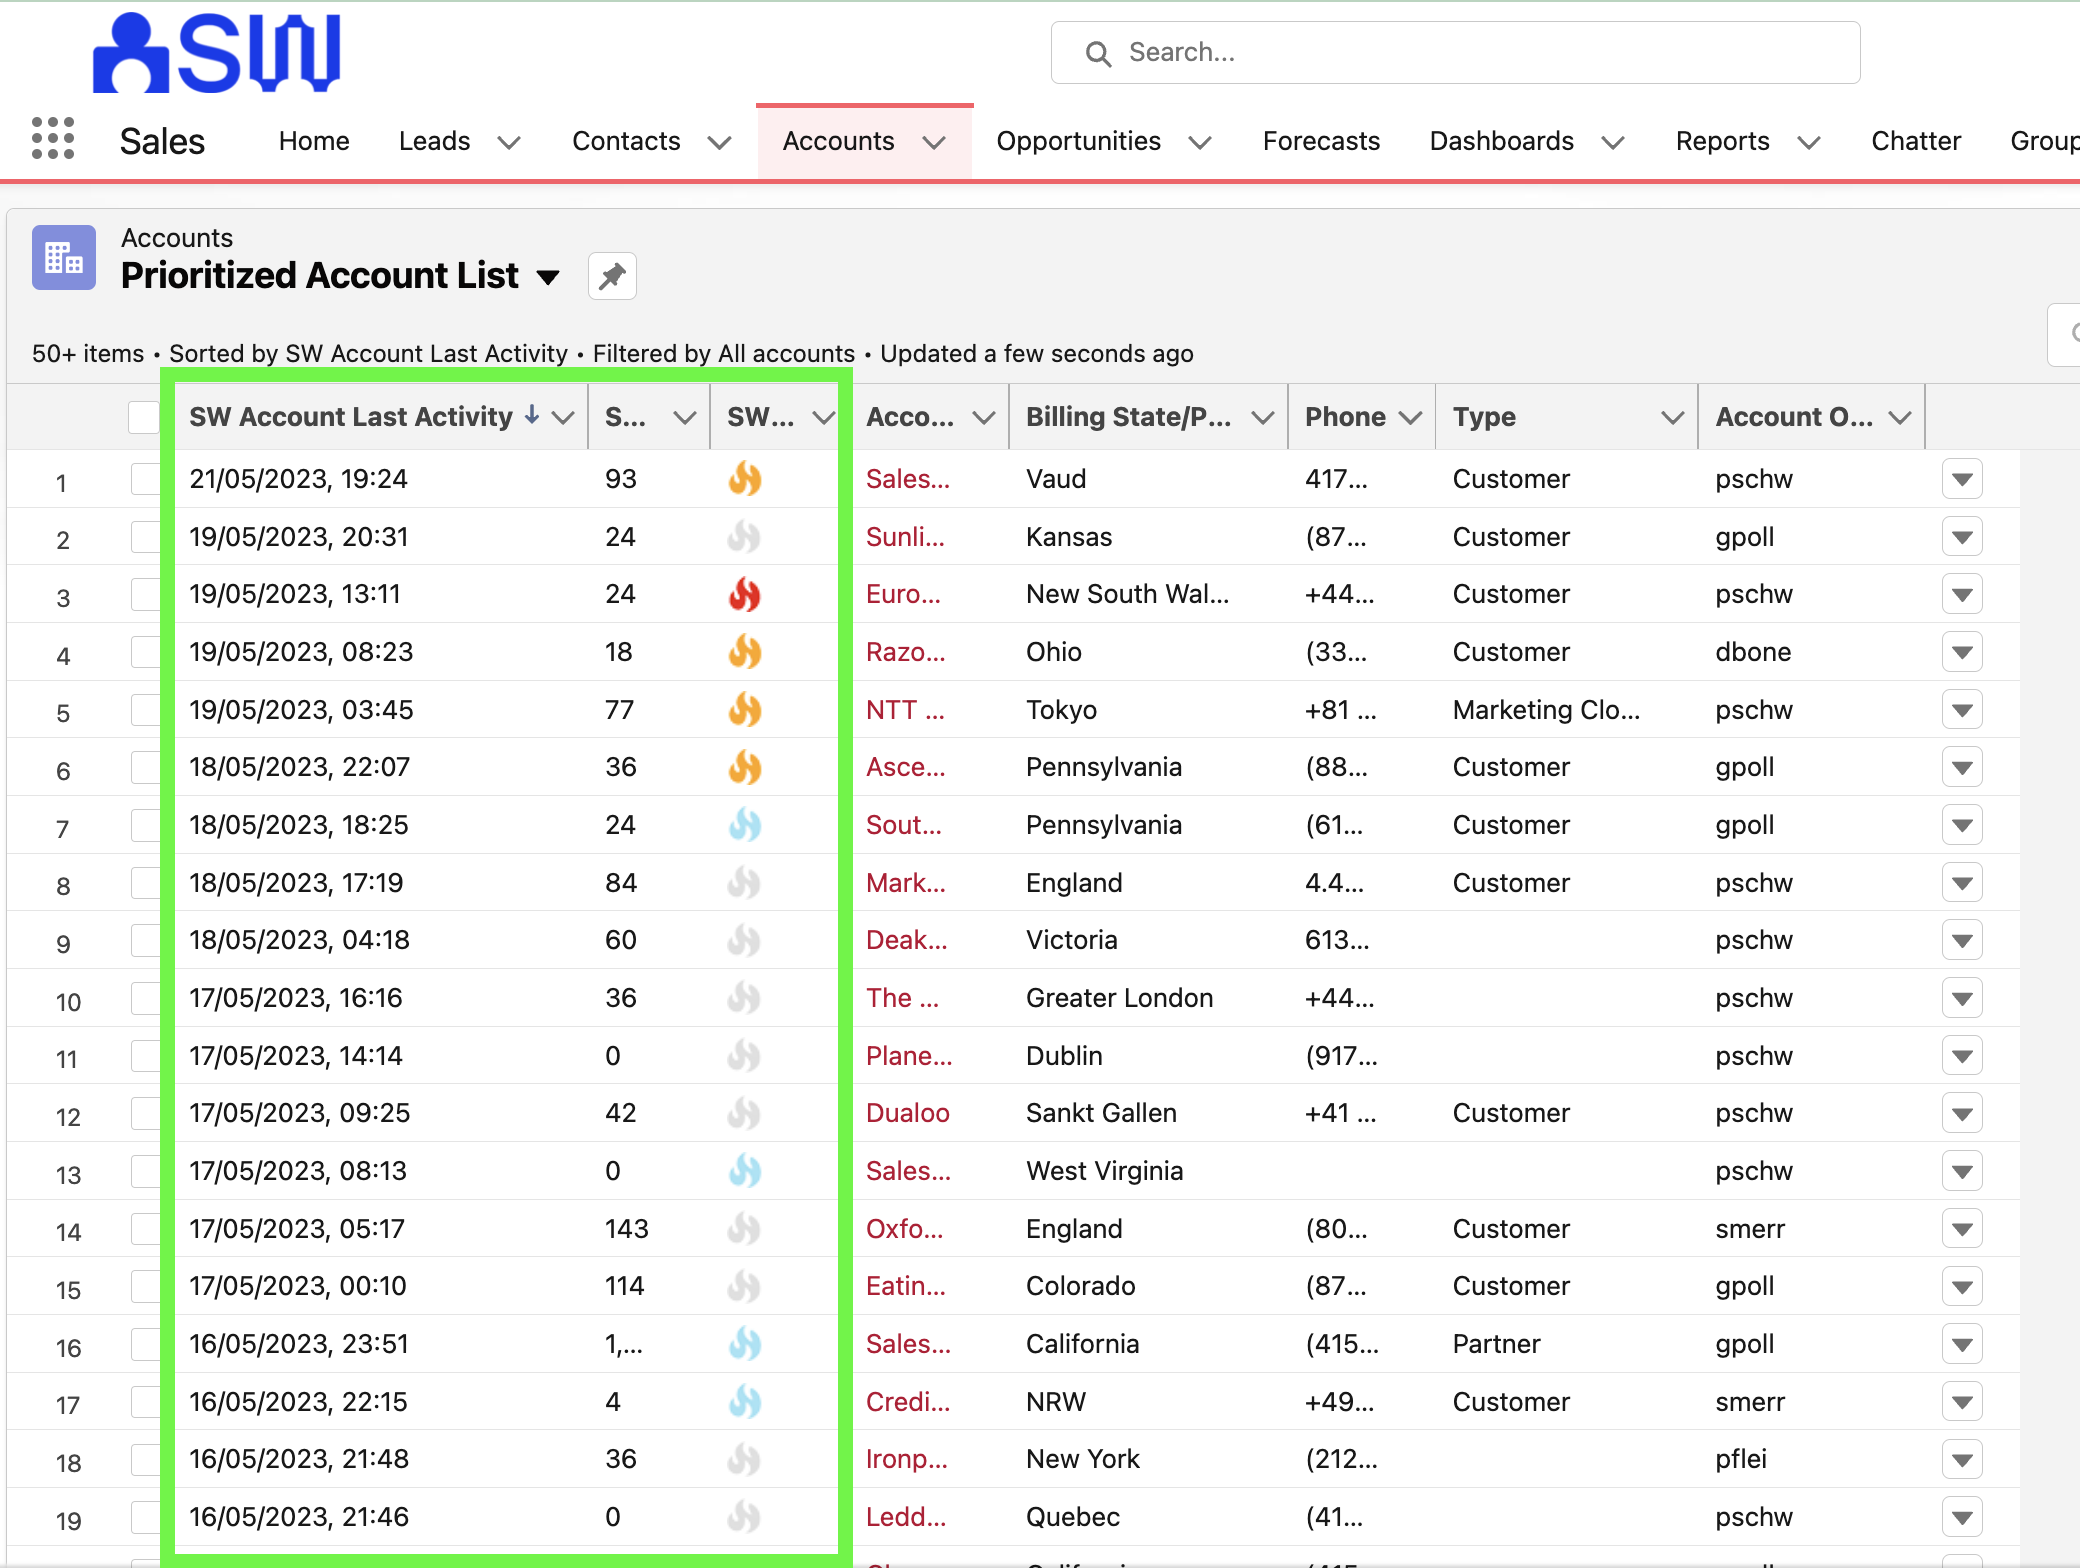 SW
Search...
Sales Home Leads Contacts Accounts Opportunities Forecasts Dashboards Reports Chatter Group
Accounts
Prioritized Account List
50+ items • Sorted by SW Account Last Activity • Filtered by All accounts • Updated a few seconds ago
SW Account Last Activity S... SW... Acco... Billing State/P... Phone Type Account O...
1 21/05/2023, 19:24 93 Sales... Vaud 417... Customer pschw
2 19/05/2023, 20:31 24 Sunli... Kansas (87... Customer gpoll
3 19/05/2023, 13:11 24 Euro... New South Wal... +44... Customer pschw
4 19/05/2023, 08:23 18 Razo... Ohio (33... Customer dbone
5 19/05/2023, 03:45 77 NTT ... Tokyo +81 ... Marketing Clo... pschw
6 18/05/2023, 22:07 36 Asce... Pennsylvania (88... Customer gpoll
7 18/05/2023, 18:25 24 Sout... Pennsylvania (61... Customer gpoll
8 18/05/2023, 17:19 84 Mark... England 4.4... Customer pschw
9 18/05/2023, 04:18 60 Deak... Victoria 613... pschw
10 17/05/2023, 16:16 36 The ... Greater London +44... pschw
11 17/05/2023, 14:14 0 Plane... Dublin (917... pschw
12 17/05/2023, 09:25 42 Dualoo Sankt Gallen +41 ... Customer pschw
13 17/05/2023, 08:13 0 Sales... West Virginia pschw
14 17/05/2023, 05:17 143 Oxfo... England (80... Customer smerr
15 17/05/2023, 00:10 114 Eatin... Colorado (87... Customer gpoll
16 16/05/2023, 23:51 1,... Sales... California (415... Partner gpoll
17 16/05/2023, 22:15 4 Credi... NRW +49... Customer smerr
18 16/05/2023, 21:48 36 Ironp... New York (212... pflei
19 16/05/2023, 21:46 0 Ledd... Quebec (41... pschw